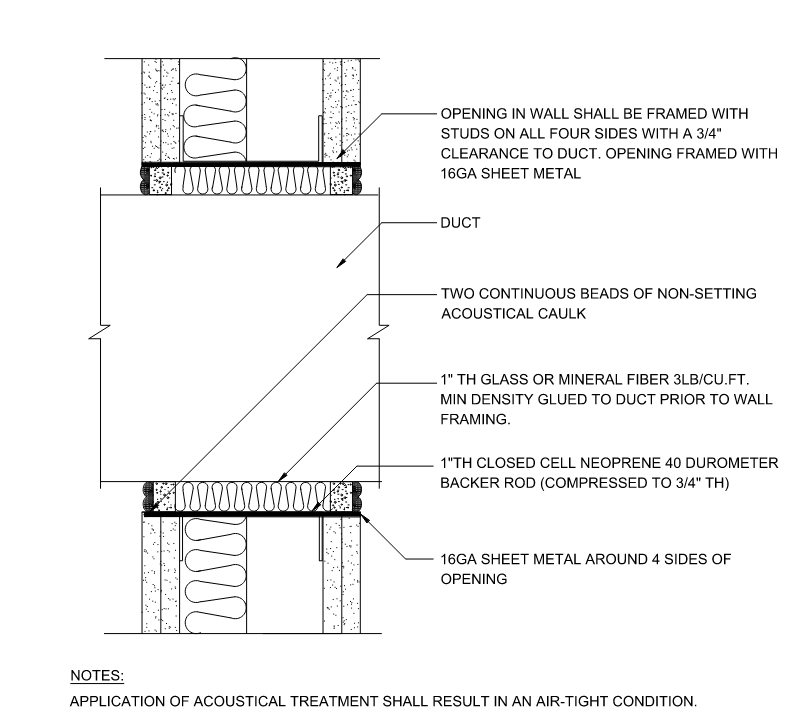 OPENING IN WALL SHALL BE FRAMED WITH
STUDS ON ALL FOUR SIDES WITH A 3/4"
CLEARANCE TO DUCT. OPENING FRAMED WITH
16GA SHEET METAL
DUCT
TWO CONTINUOUS BEADS OF NON-SETTING
ACOUSTICAL CAULK
1" TH GLASS OR MINERAL FIBER 3LB/CU.FT.
MIN DENSITY GLUED TO DUCT PRIOR TO WALL
FRAMING.
1"TH CLOSED CELL NEOPRENE 40 DUROMETER
BACKER ROD (COMPRESSED TO 3/4" TH)
16GA SHEET METAL AROUND 4 SIDES OF
OPENING
NOTES:
APPLICATION OF ACOUSTICAL TREATMENT SHALL RESULT IN AN AIR-TIGHT CONDITION.